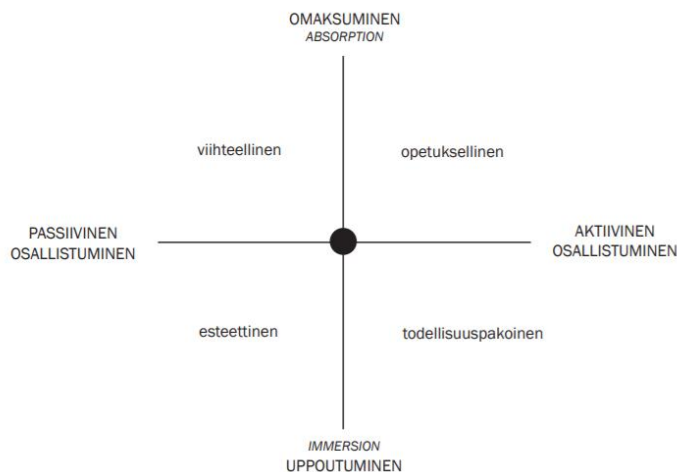 OMAKSUMINEN
ABSORPTION
viihteellinen
opetuksellinen
PASSIIVINEN
OSALLISTUMINEN
AKTIIVINEN
OSALLISTUMINEN
esteettinen
todellisuuspakoinen
IMMERSION
UPPOUTUMINEN